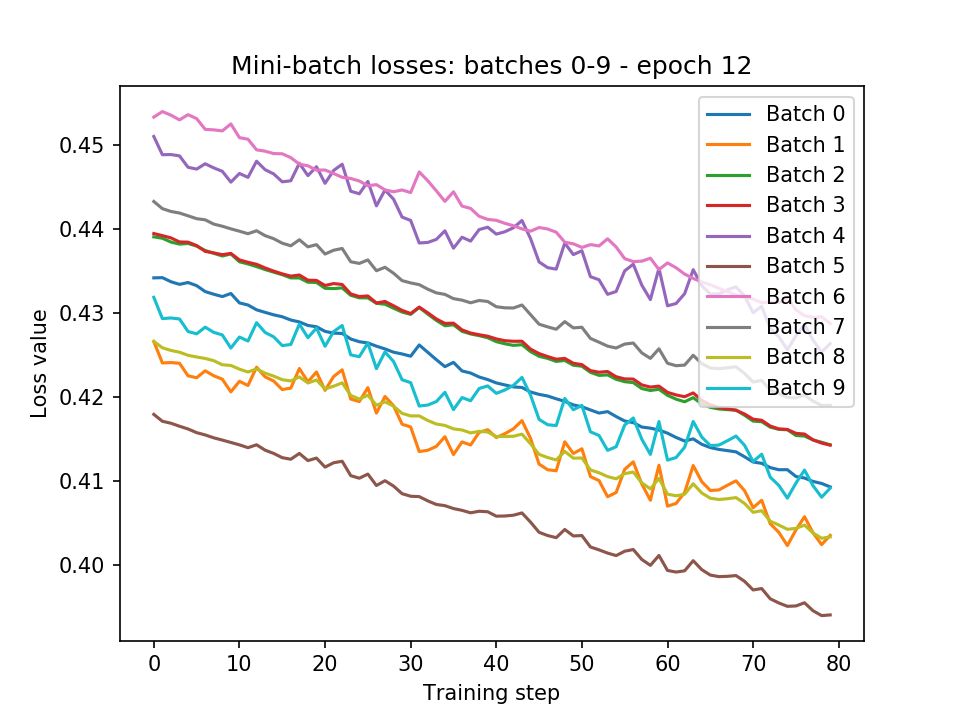 Mini-batch losses: batches 0-9 - epoch 12
Loss value
0.45
0.44
0.43
0.42
0.41
0.40
Batch 0
Batch 1
Batch 2
Batch 3
Batch 4
Batch 5
Batch 6
Batch 7
Batch 8
Batch 9
0 10 20 30 40 50 60 70 80
Training step